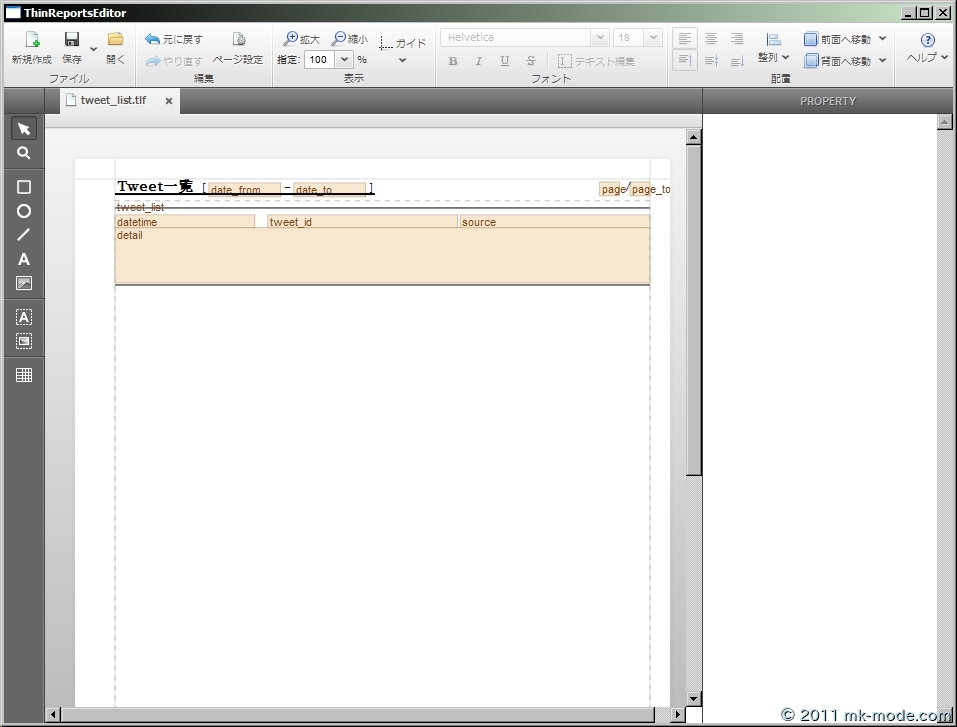 ThinReportsEditor
新規作成 保存 開く
ファイル
元に戻す
やり直す ページ設定
編集
拡大 縮小 ガイド
指定: 100 %
表示
Helvetica 18
B I U S テキスト編集
フォント
整列 前面へ移動
背面へ移動
配置
ヘルプ
tweet_list.tlf
PROPERTY
Tweet一覧 [ date_from - date_to ] page/page_to
tweet_list
datetime tweet_id source
detail
A
A
© 2011 mk-mode.com